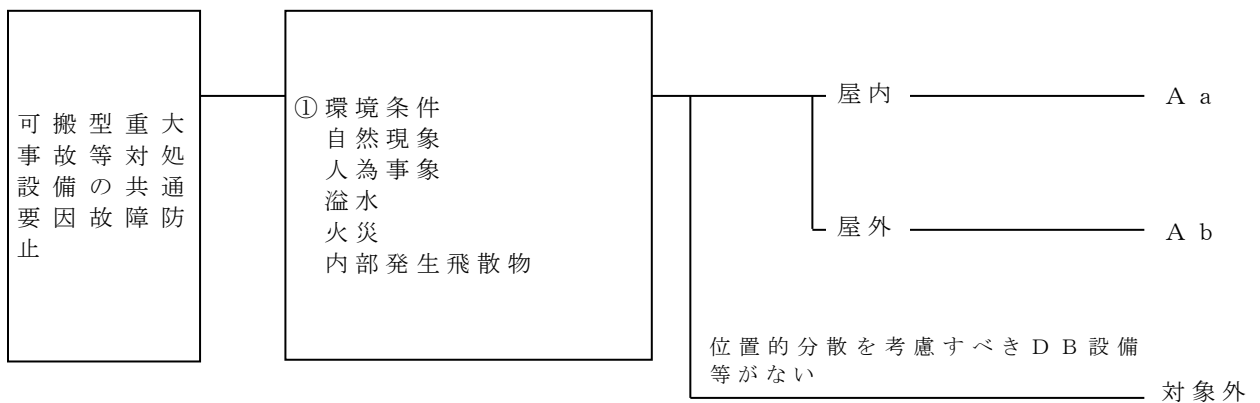 可搬型重大
事故等対処
設備の共通
要因故障防
止
①環境条件
自然現象
人為事象
溢水
火災
内部発生飛散物
屋内
Ａａ
屋外
Ａｂ
位置的分散を考慮すべきＤＢ設備
等がない
対象外